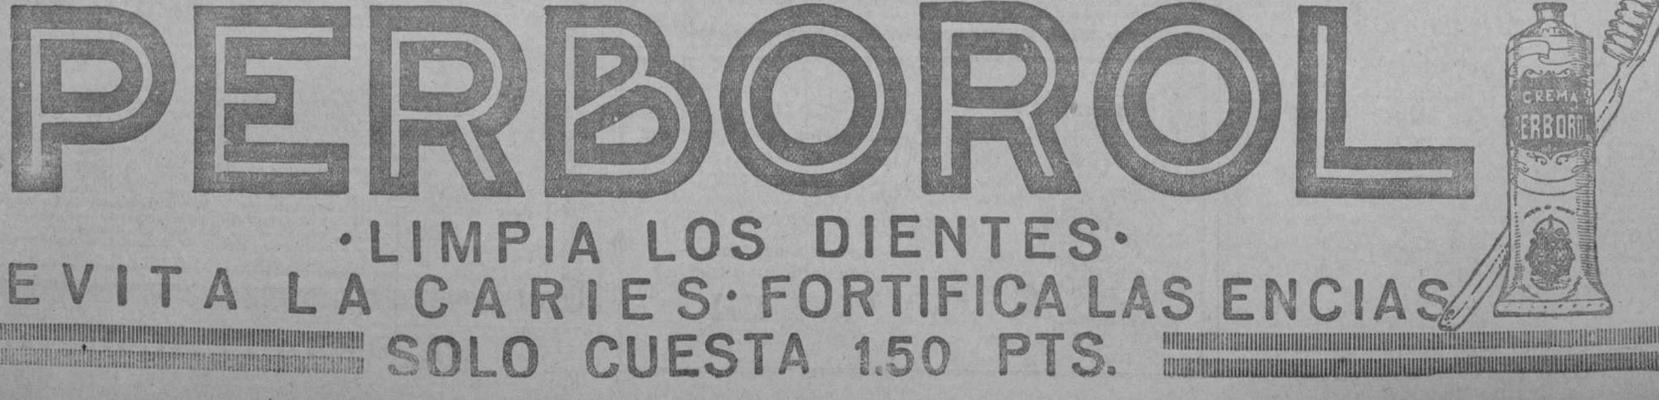 PERBOROL
CREMA
PERBOROL
·LIMPIA LOS DIENTES·
EVITA LA CARIES·FORTIFICA LAS ENCIAS
SOLO CUESTA 1.50 PTS.